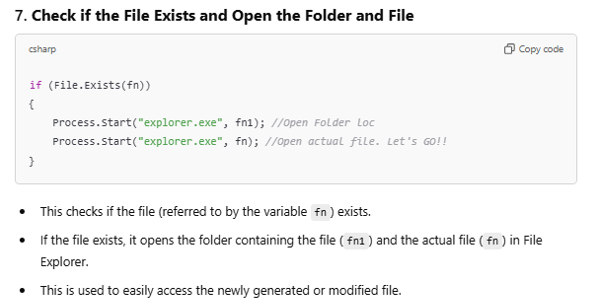 7. Check if the File Exists and Open the Folder and File
csharp
Copy code
if (File.Exists(fn))
{
Process.Start("explorer.exe", fn1); //Open Folder loc
Process.Start("explorer.exe", fn); //Open actual file. Let's GO!!
}
• This checks if the file (referred to by the variable fn ) exists.
• If the file exists, it opens the folder containing the file ( fn1 ) and the actual file ( fn ) in File
Explorer.
• This is used to easily access the newly generated or modified file.